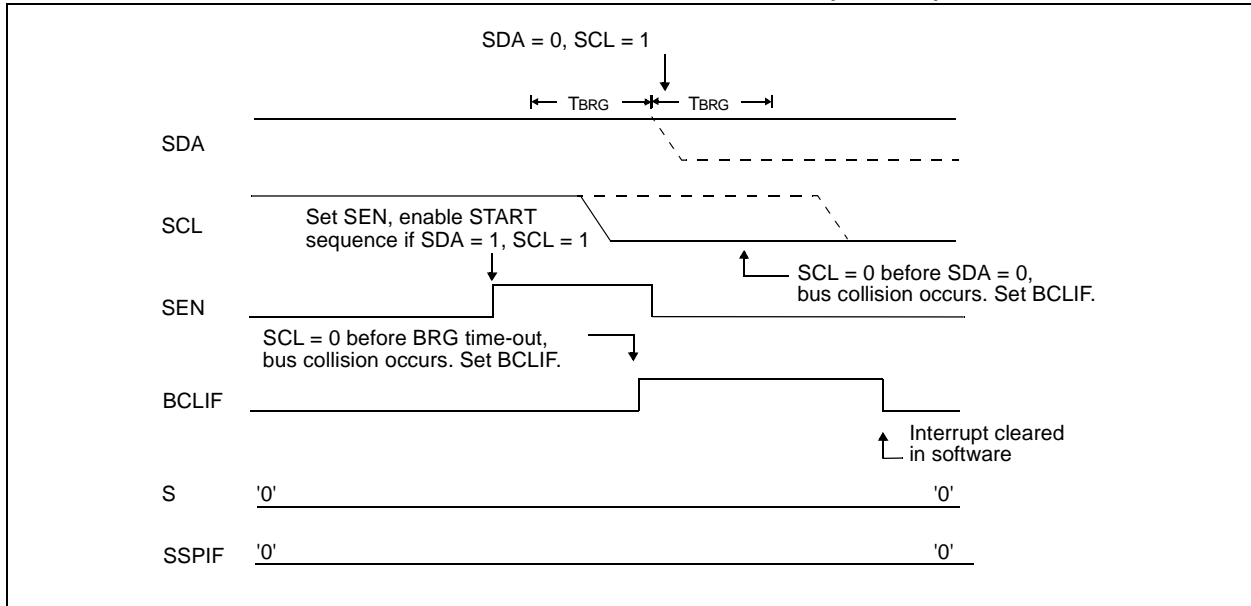 SDA = 0, SCL = 1
TBRG TBRG
SDA
SCL
Set SEN, enable START
sequence if SDA = 1, SCL = 1
SCL = 0 before SDA = 0,
bus collision occurs. Set BCLIF.
SEN
SCL = 0 before BRG time-out,
bus collision occurs. Set BCLIF.
BCLIF
Interrupt cleared
in software
S '0' '0'
SSPIF '0' '0'